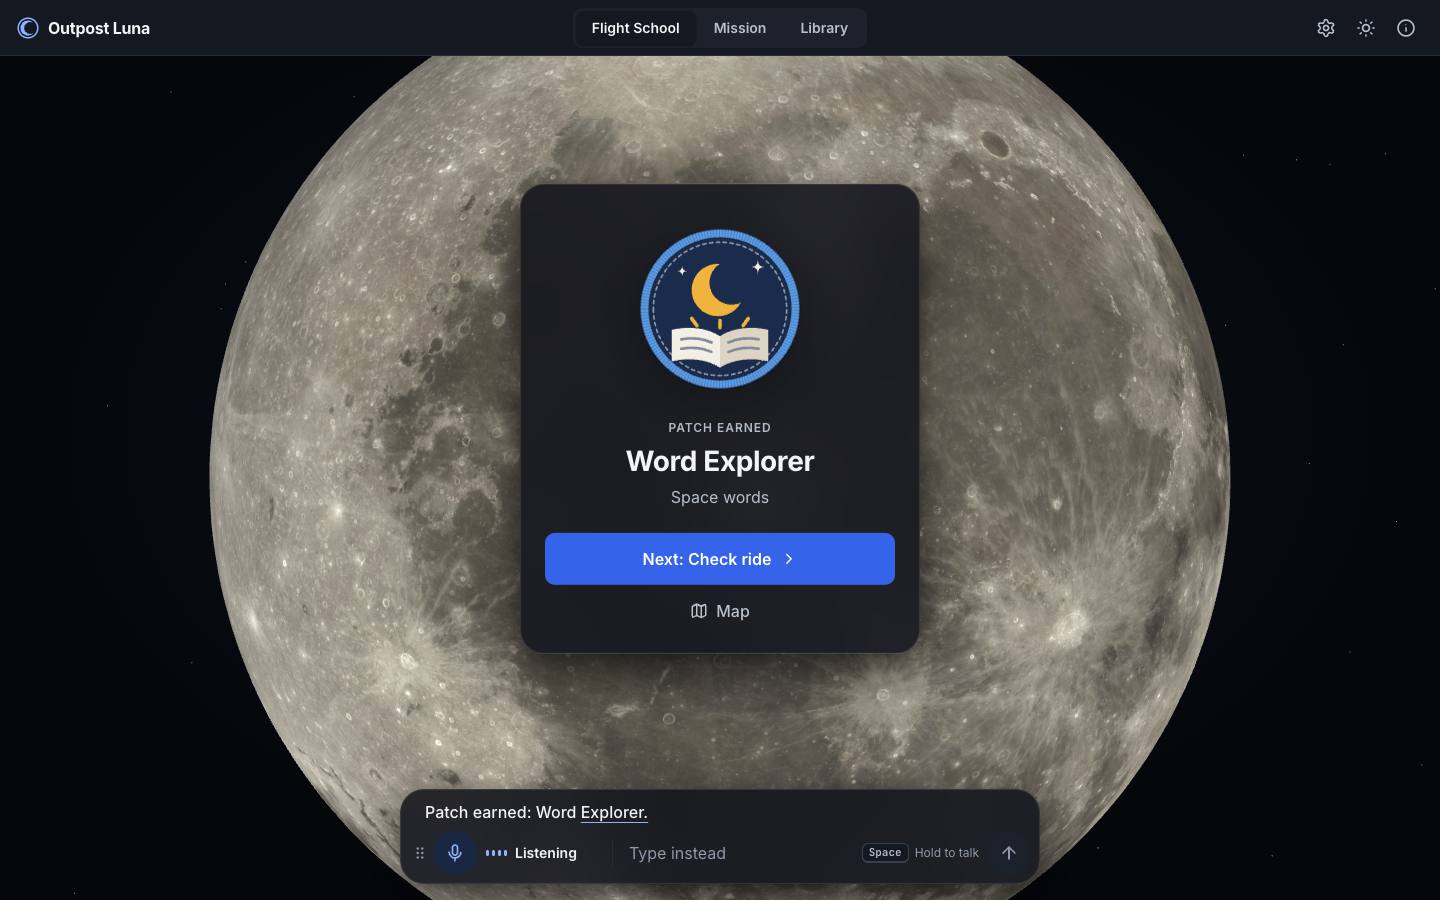 Outpost Luna
Flight School
Mission
Library
PATCH EARNED
Word Explorer
Space words
Next: Check ride
Map
Patch earned: Word Explorer.
Listening
Type instead
Space
Hold to talk